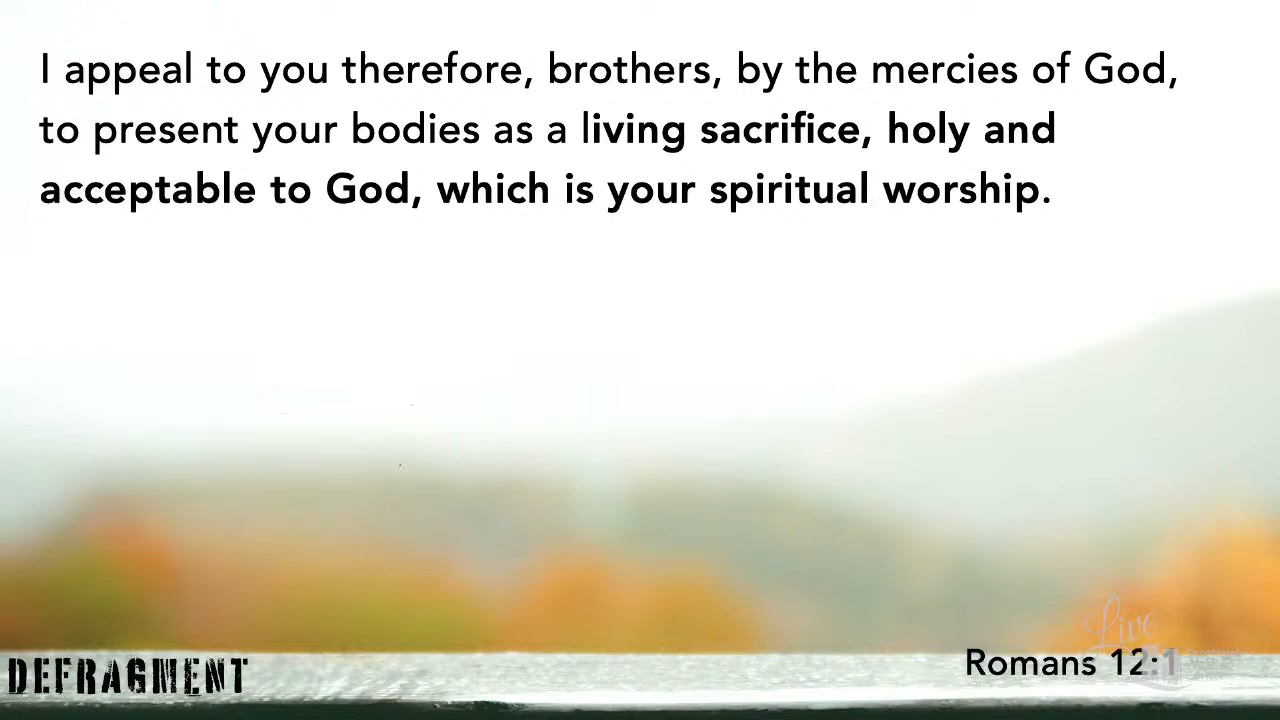 I appeal to you therefore, brothers, by the mercies of God,
to present your bodies as a living sacrifice, holy and
acceptable to God, which is your spiritual worship.
Live
Romans 12:1
DEFRAGMENT